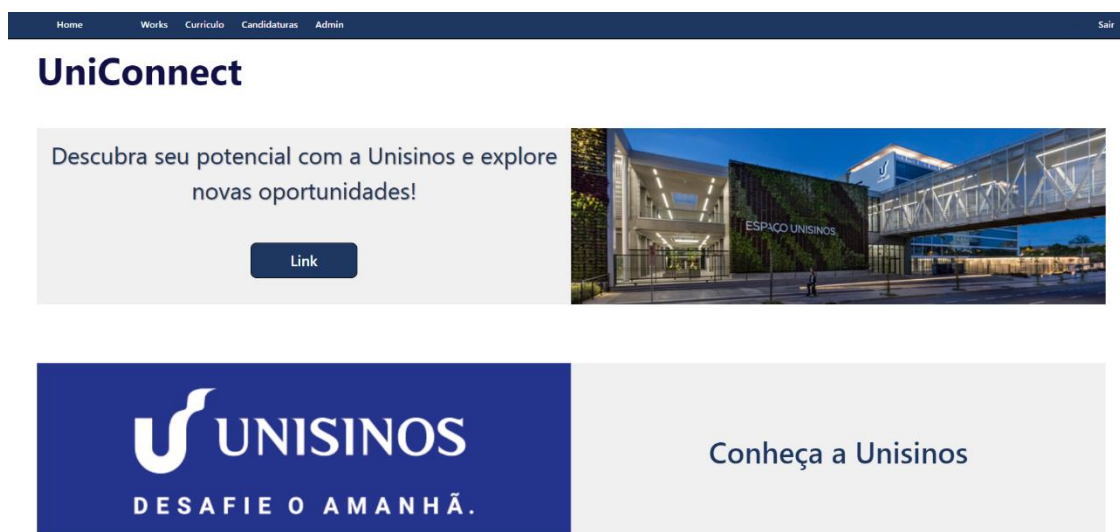 Home Works Curriculo Candidaturas Admin Sair
UniConnect
Descubra seu potencial com a Unisinos e explore
novas oportunidades!
Link
ESPAÇO UNISINOS
UNISINOS
DESAFIE O AMANHÃ.
Conheça a Unisinos